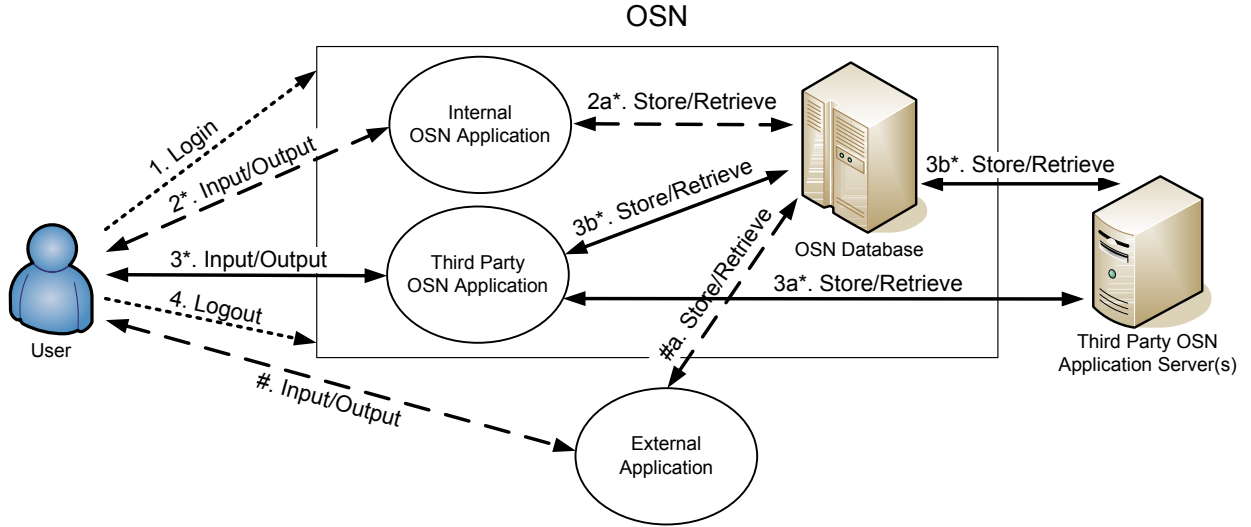 OSN
Internal
OSN Application
2a*. Store/Retrieve
OSN Database
1. Login
2*. Input/Output
3b*. Store/Retrieve
3b*. Store/Retrieve
User
3*. Input/Output
Third Party
OSN Application
3a*. Store/Retrieve
Third Party OSN
Application Server(s)
4. Logout
#. Input/Output
#a. Store/Retrieve
External
Application